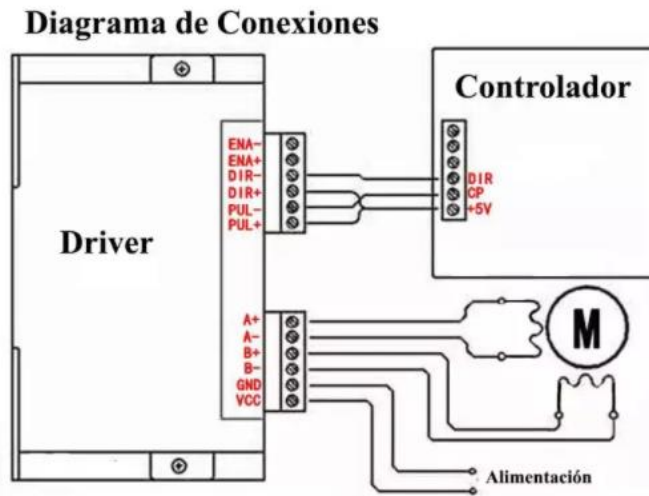 Diagrama de Conexiones
Controlador
ENA-
ENA+
DIR-
DIR+
PUL-
PUL+
DIR
CP
+5V
Driver
M
A+
A-
B+
B-
GND
VCC
Alimentación